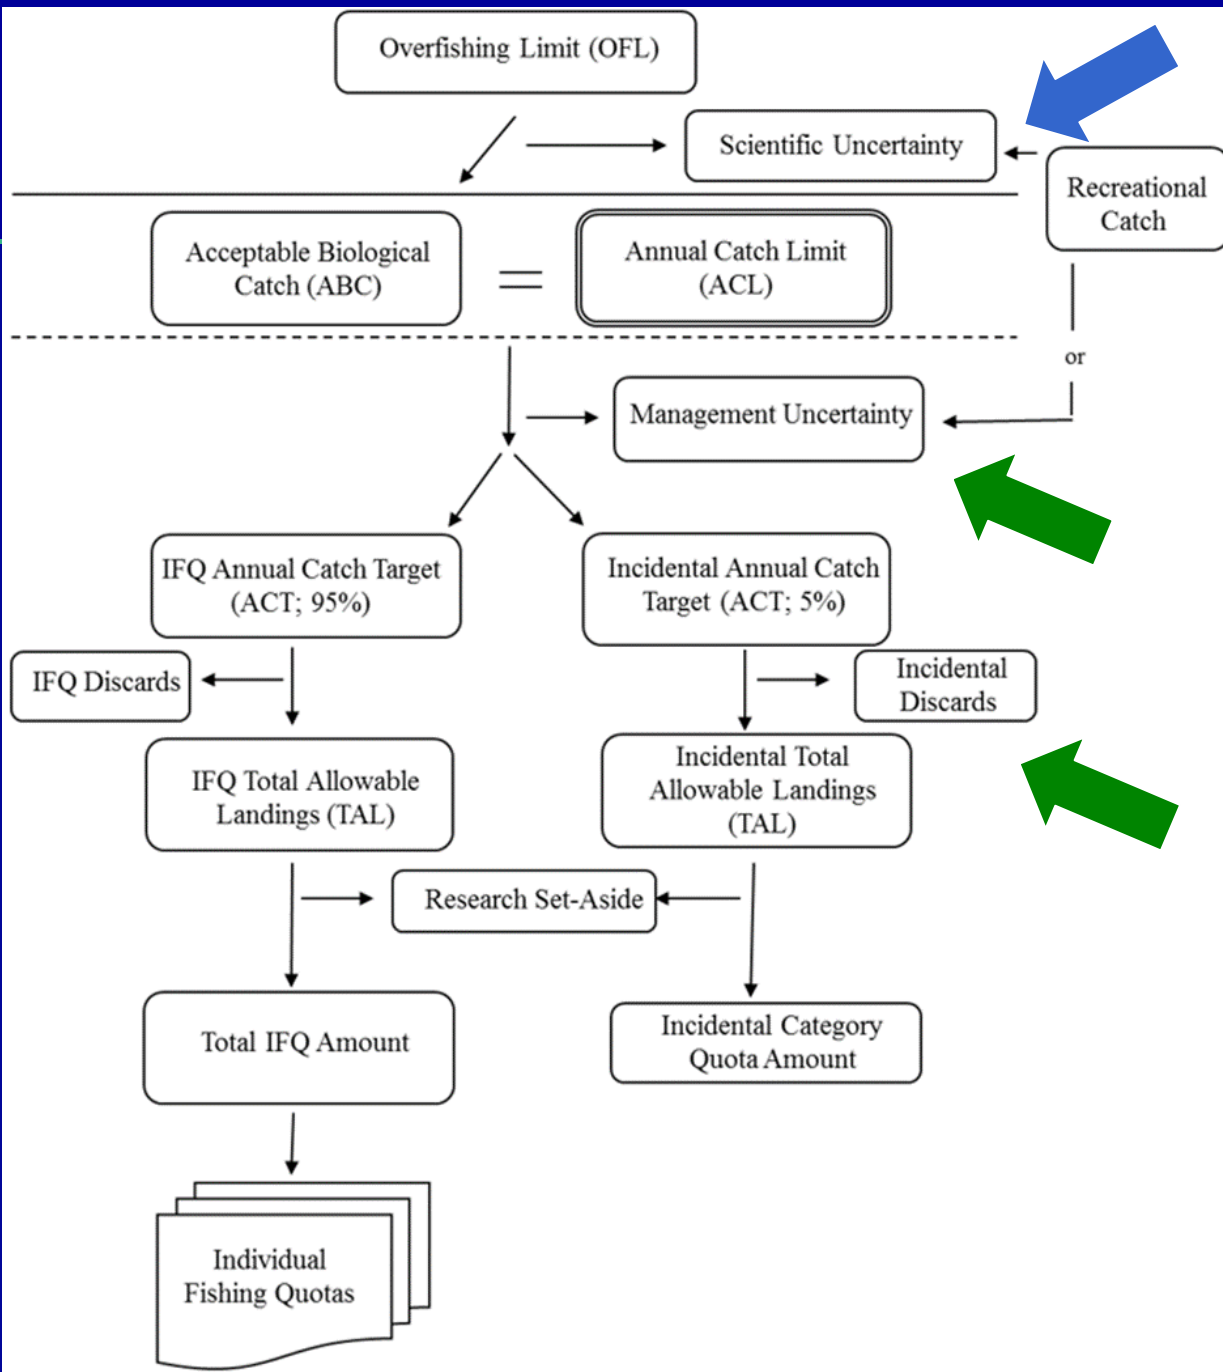 Overfishing Limit (OFL)
Scientific Uncertainty
Recreational
Catch
Acceptable Biological
Catch (ABC)
=
Annual Catch Limit
(ACL)
or
Management Uncertainty
IFQ Annual Catch Target
(ACT; 95%)
Incidental Annual Catch
Target (ACT; 5%)
IFQ Discards
Incidental
Discards
IFQ Total Allowable
Landings (TAL)
Incidental Total
Allowable Landings
(TAL)
Research Set-Aside
Total IFQ Amount
Incidental Category
Quota Amount
Individual
Fishing Quotas